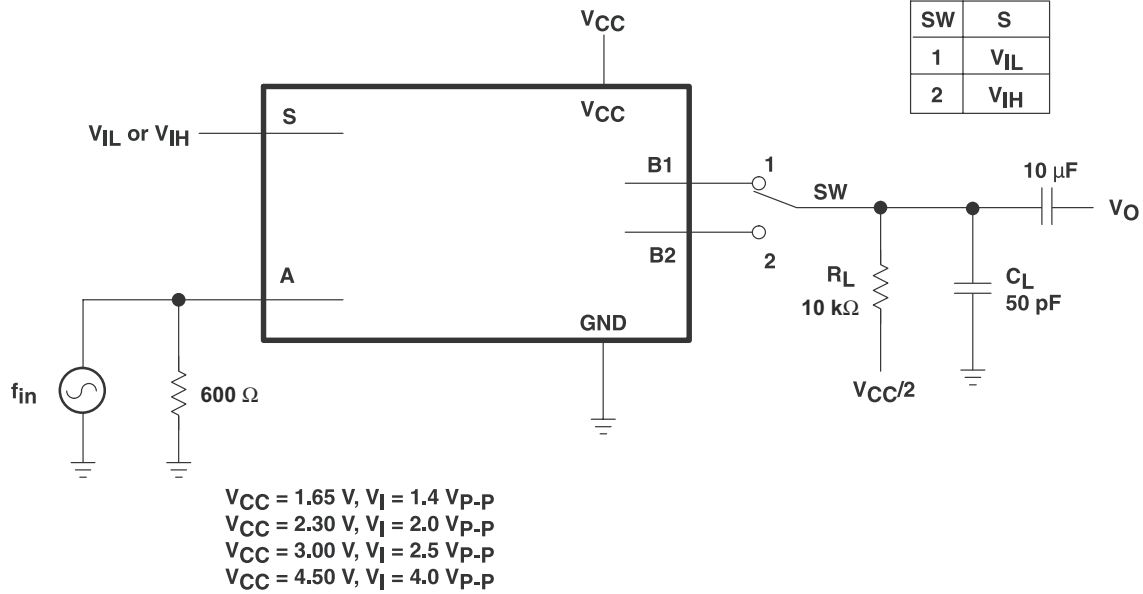 VCC
SW S
1 VIL
2 VIH
S
VCC
VIL or VIH
B1
1
SW
10 μF
VO
B2
2
A
RL
10 kΩ
CL
50 pF
GND
fin
600 Ω
VCC/2
VCC = 1.65 V, VI = 1.4 VP-P
VCC = 2.30 V, VI = 2.0 VP-P
VCC = 3.00 V, VI = 2.5 VP-P
VCC = 4.50 V, VI = 4.0 VP-P